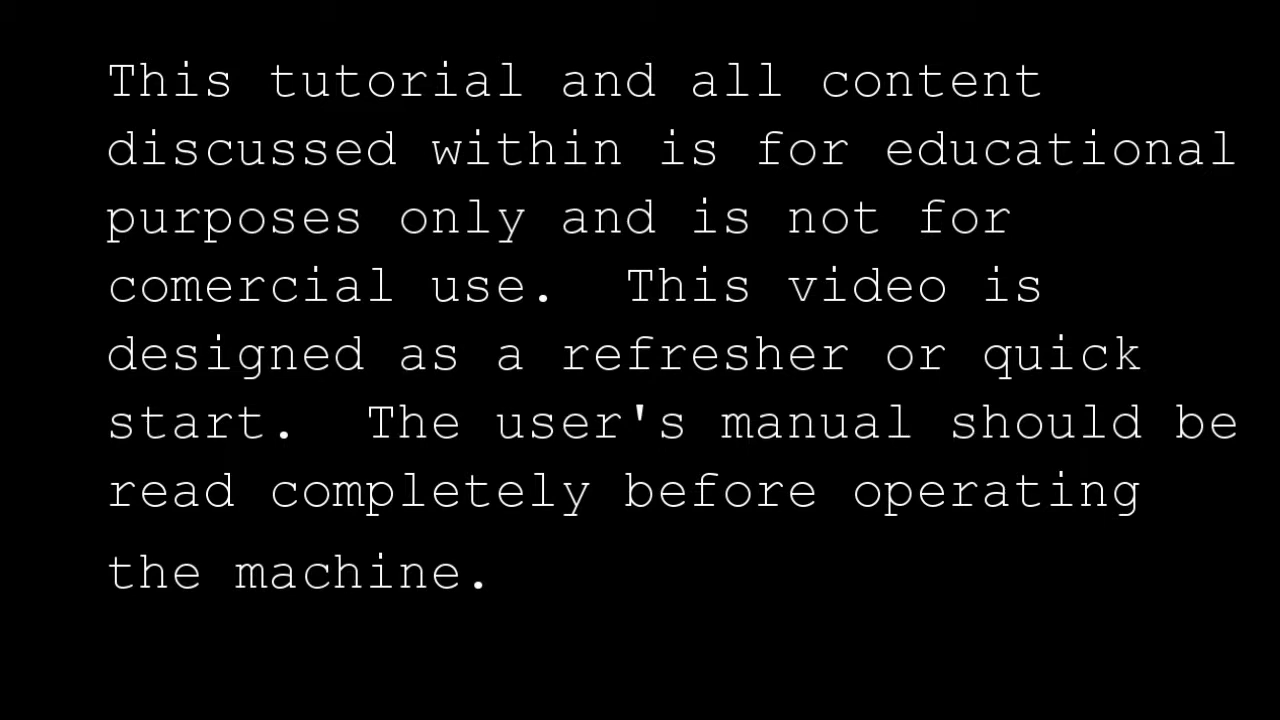 This tutorial and all content
discussed within is for educational
purposes only and is not for
comercial use.  This video is
designed as a refresher or quick
start.  The user's manual should be
read completely before operating
the machine.